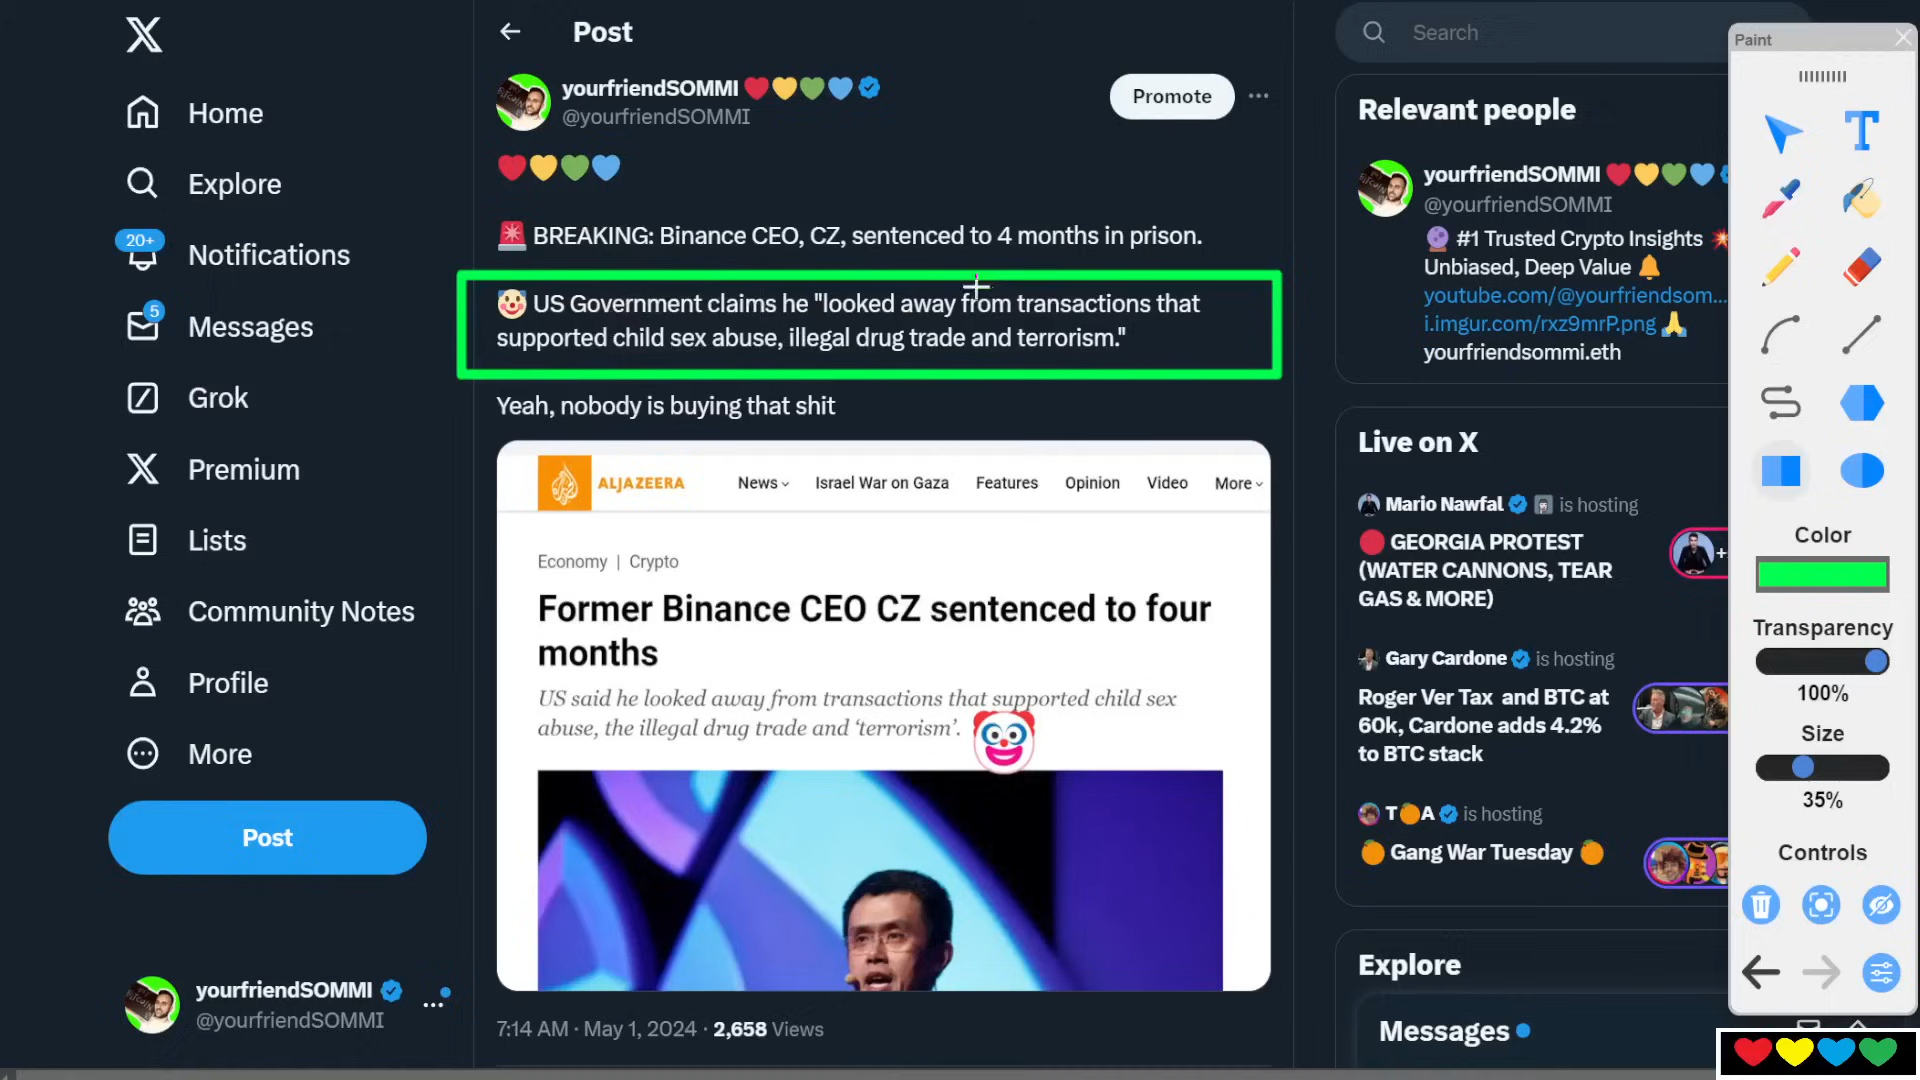 Post
Search
Paint
Home
Explore
20+
Notifications
5
Messages
Grok
Premium
Lists
Community Notes
Profile
More
Post
yourfriendSOMMI
@yourfriendSOMMI
yourfriendSOMMI
@yourfriendSOMMI
Promote
BREAKING: Binance CEO, CZ, sentenced to 4 months in prison.
US Government claims he "looked away from transactions that
supported child sex abuse, illegal drug trade and terrorism."
Yeah, nobody is buying that shit
ALJAZEERA
News
Israel War on Gaza
Features
Opinion
Video
More
Economy | Crypto
Former Binance CEO CZ sentenced to four
months
US said he looked away from transactions that supported child sex
abuse, the illegal drug trade and ‘terrorism’.
7:14 AM · May 1, 2024 · 2,658 Views
Relevant people
yourfriendSOMMI
@yourfriendSOMMI
#1 Trusted Crypto Insights
Unbiased, Deep Value
youtube.com/@yourfriendsom...
i.imgur.com/rxz9mrP.png
yourfriendsommi.eth
Live on X
Mario Nawfal is hosting
GEORGIA PROTEST
(WATER CANNONS, TEAR
GAS & MORE)
Gary Cardone is hosting
Roger Ver Tax and BTC at
60k, Cardone adds 4.2%
to BTC stack
T A is hosting
Gang War Tuesday
Explore
Messages
T
Color
Transparency
100%
Size
35%
Controls